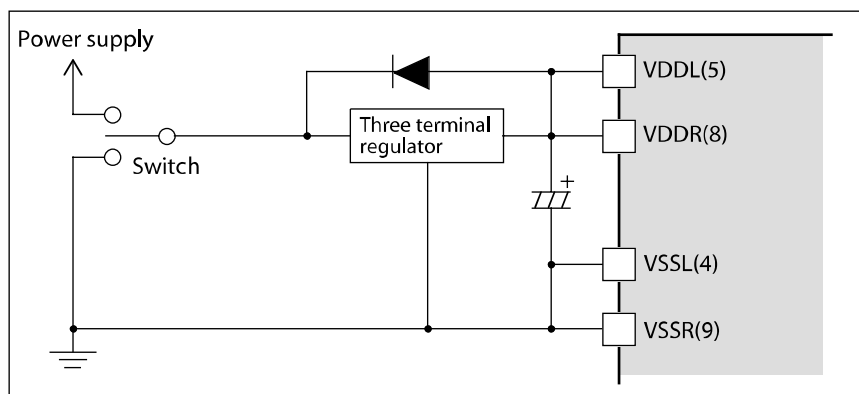 Power supply
VDDL(5)
Three terminal
regulator
VDDR(8)
Switch
+
VSSL(4)
VSSR(9)